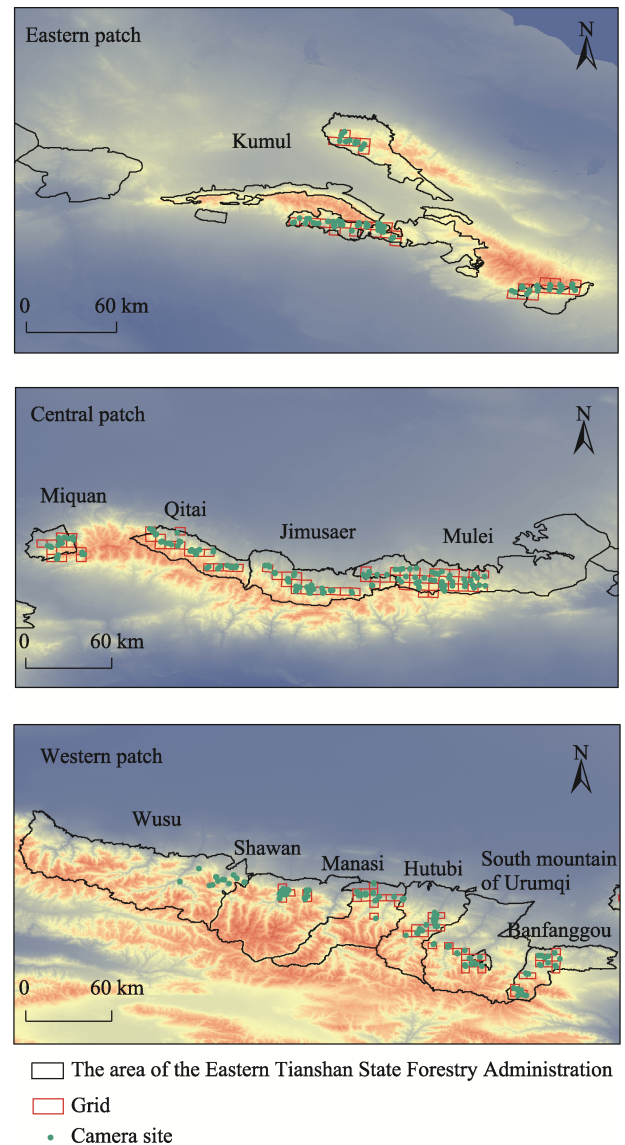 Eastern patch
N
Kumul
0 60 km
Central patch
N
Miquan
Qitai
Jimusaer
Mulei
0 60 km
Western patch
N
Wusu
Shawan
Manasi
Hutubi
South mountain
of Urumqi
Banfanggou
0 60 km
The area of the Eastern Tianshan State Forestry Administration
Grid
Camera site